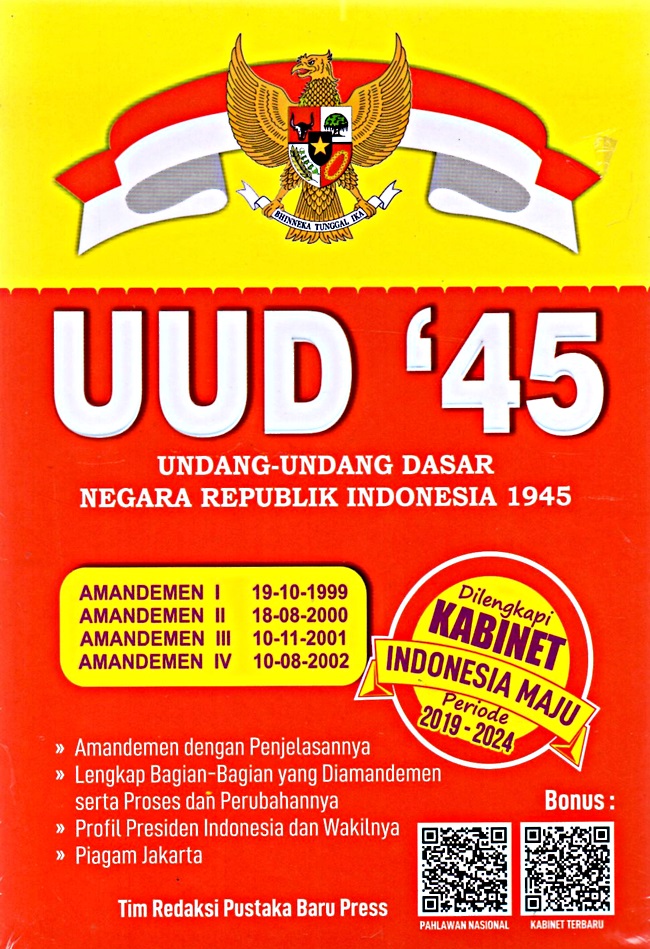 BHINNEKA TUNGGAL IKA
UUD ‘45
UNDANG-UNDANG DASAR
NEGARA REPUBLIK INDONESIA 1945
AMANDEMEN I 19-10-1999
AMANDEMEN II 18-08-2000
AMANDEMEN III 10-11-2001
AMANDEMEN IV 10-08-2002
Dilengkapi
KABINET
INDONESIA MAJU
Periode
2019 - 2024
» Amandemen dengan Penjelasannya
» Lengkap Bagian-Bagian yang Diamandemen
serta Proses dan Perubahannya
» Profil Presiden Indonesia dan Wakilnya
» Piagam Jakarta
Bonus :
PAHLAWAN NASIONAL
KABINET TERBARU
Tim Redaksi Pustaka Baru Press